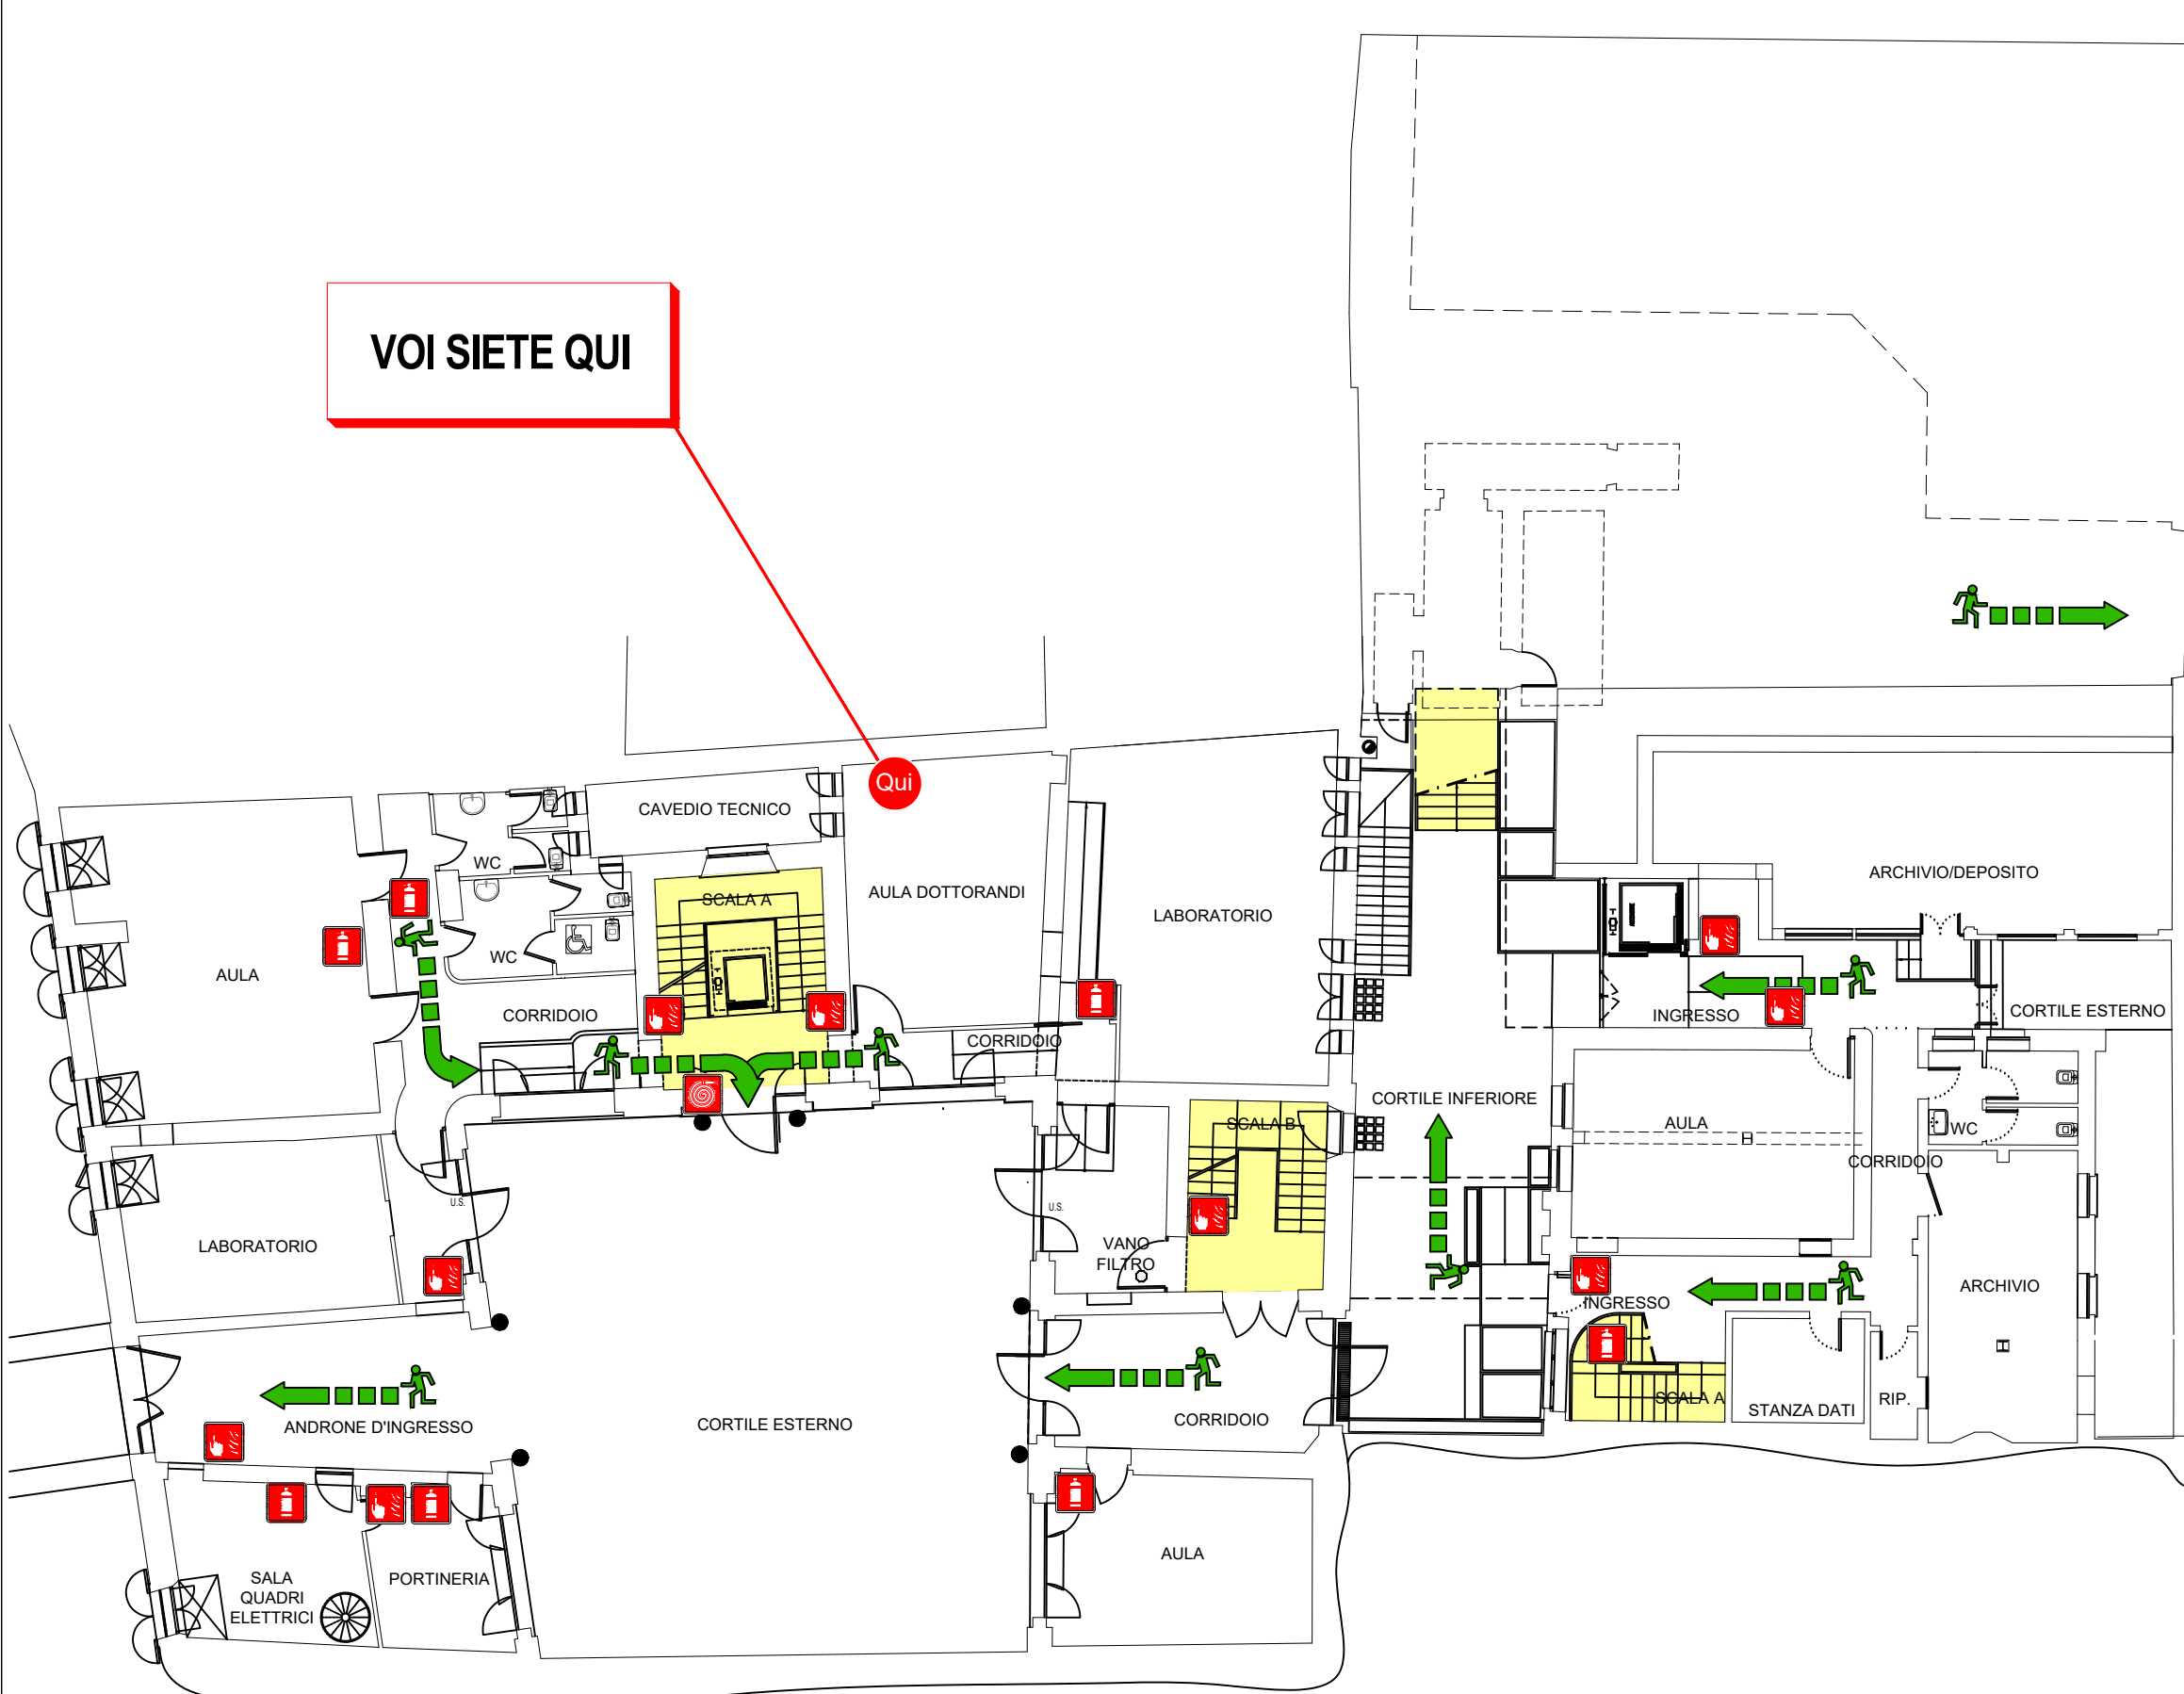 VOI SIETE QUI
Qui
CAVEDIO TECNICO
WC
SCALA A
AULA DOTTORANDI
LABORATORIO
ARCHIVIO/DEPOSITO
AULA
WC
CORRIDOIO
CORRIDOIO
INGRESSO
CORTILE ESTERNO
CORTILE INFERIORE
SCALA B
AULA
WC
CORRIDOIO
U.S.
U.S.
LABORATORIO
VANO
FILTRO
INGRESSO
ARCHIVIO
ANDRONE D'INGRESSO
CORTILE ESTERNO
CORRIDOIO
SCALA A
STANZA DATI
RIP.
AULA
SALA
QUADRI
ELETTRICI
PORTINERIA